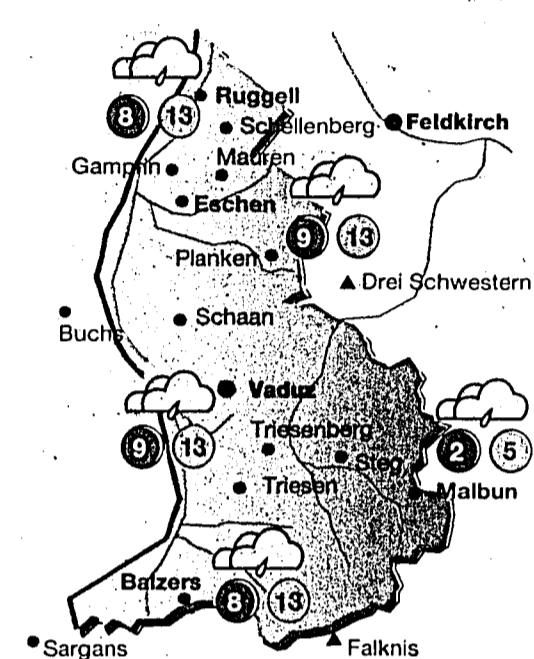 Ruggell
8 13
Schellenberg
Feldkirch
Gamprin
Mauren
Eschen
9 13
Planken
Drei Schwestern
Buchs
Schaan
Vaduz
9 13
Triesenberg
Steg
2 5
Triesen
Malbun
Balzers
8 13
Sargans
Falknis